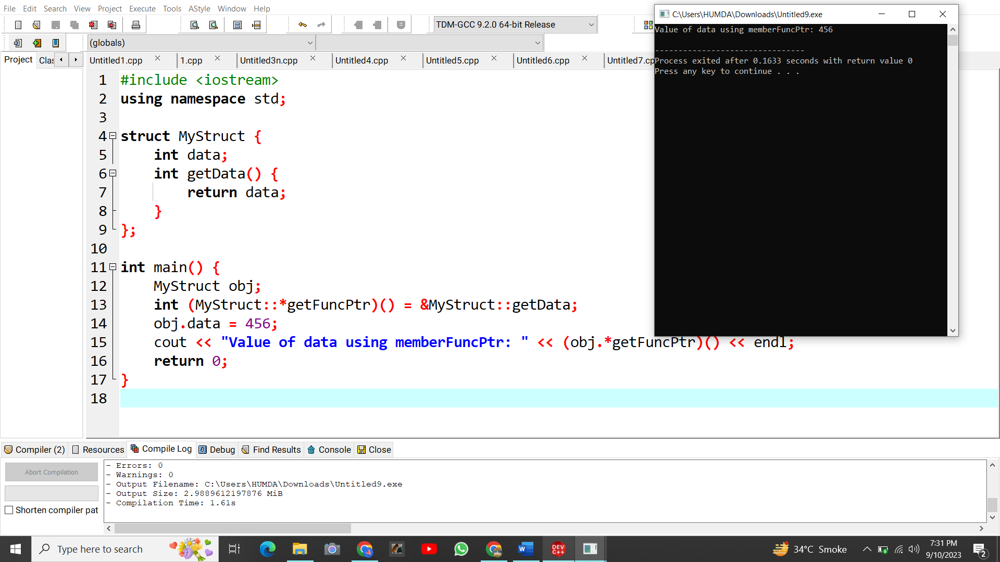 File Edit Search View Project Execute Tools AStyle Window Help
C:\Users\HUMDA\Downloads\Untitled9.exe
TDM-GCC 9.2.0 64-bit Release
(globals)
Project
Untitled1.cpp 1.cpp Untitled3n.cpp Untitled4.cpp Untitled5.cpp Untitled6.cpp
Value of data using memberFuncPtr: 456
--------------------------------
Process exited after 0.1633 seconds with return value 0
Press any key to continue . . .
1 #include <iostream>
2 using namespace std;
3
4 struct MyStruct {
5 int data;
6 int getData() {
7 return data;
8 }
9 };
10
11 int main() {
12 MyStruct obj;
13 int (MyStruct::*getFuncPtr)() = &MyStruct::getData;
14 obj.data = 456;
15 cout << "Value of data using memberFuncPtr: " << (obj.*getFuncPtr)() << endl;
16 return 0;
17 }
18
Compiler (2) Resources Compile Log Debug Find Results Console Close
Abort Compilation
Shorten compiler pat
- Errors: 0
- Warnings: 0
- Output Filename: C:\Users\HUMDA\Downloads\Untitled9.exe
- Output Size: 2.9889612197876 MiB
- Compilation Time: 1.61s
Type here to search
DEV C++
34°C Smoke
7:31 PM
9/10/2023
2